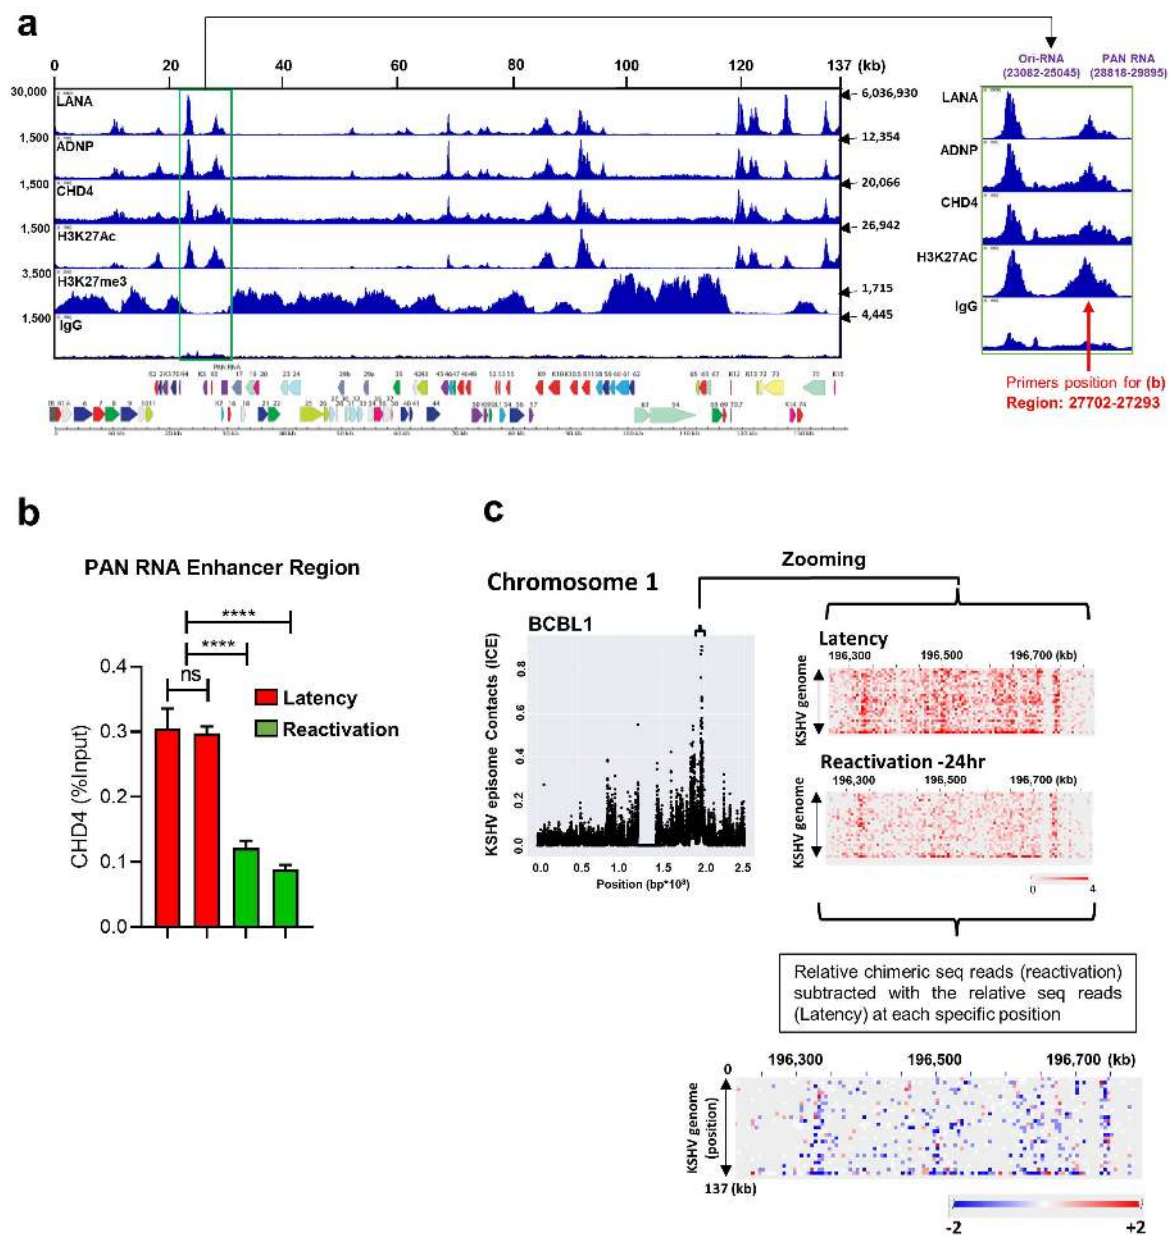 a
0 20 40 60 80 100 120 137 (kb)
Ori-RNA PAN RNA
(23082-25045) (28818-29895)
30,000
LANA
6,036,930
1,500
ADNP
12,354
1,500
CHD4
20,066
1,500
H3K27Ac
26,942
3,500
H3K27me3
1,715
1,500
IgG
4,445
LANA
ADNP
CHD4
H3K27AC
IgG
PAN RNA
Primers position for (b)
Region: 27702-27293
b
PAN RNA Enhancer Region
****
****
ns
Latency
Reactivation
CHD4 (%Input)
0.4
0.3
0.2
0.1
0.0
c
Zooming
Chromosome 1
BCBL1
KSHV episome Contacts (ICE)
0.8
0.6
0.4
0.2
0.0
0.0 0.5 1.0 1.5 2.0 2.5
Position (bp*10⁸)
Latency
196,300 196,500 196,700 (kb)
KSHV genome
Reactivation -24hr
196,300 196,500 196,700 (kb)
KSHV genome
0 4
Relative chimeric seq reads (reactivation)
subtracted with the relative seq reads
(Latency) at each specific position
0 196,300 196,500 196,700 (kb)
KSHV genome
(position)
137 (kb)
-2 +2